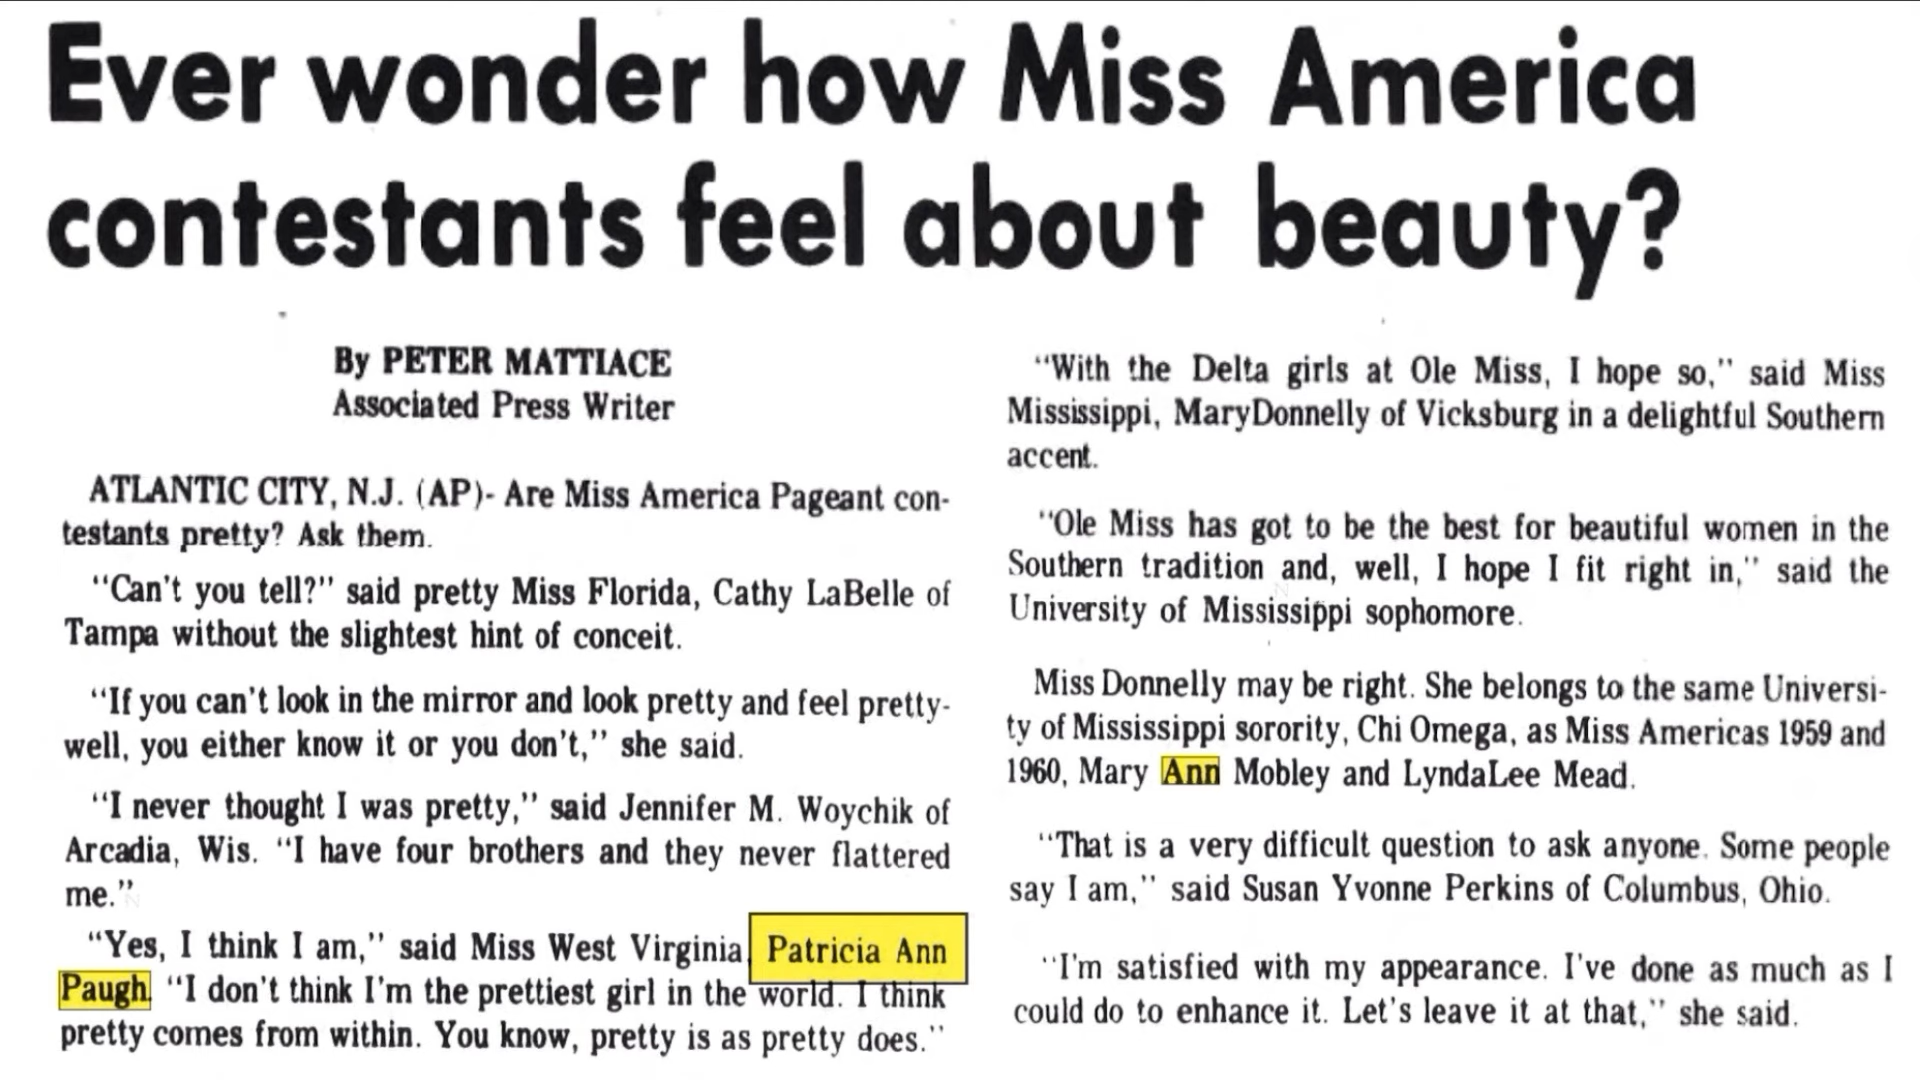 Ever wonder how Miss America
contestants feel about beauty?
By PETER MATTIACE
Associated Press Writer
ATLANTIC CITY, N.J. (AP)- Are Miss America Pageant con-
testants pretty? Ask them.
"Can't you tell?" said pretty Miss Florida, Cathy LaBelle of
Tampa without the slightest hint of conceit.
"If you can't look in the mirror and look pretty and feel pretty-
well, you either know it or you don't," she said.
"I never thought I was pretty," said Jennifer M. Woychik of
Arcadia, Wis. "I have four brothers and they never flattered
me."
"Yes, I think I am," said Miss West Virginia, Patricia Ann
Paugh. "I don't think I'm the prettiest girl in the world. I think
pretty comes from within. You know, pretty is as pretty does."
"With the Delta girls at Ole Miss, I hope so," said Miss
Mississippi, MaryDonnelly of Vicksburg in a delightful Southern
accent.
"Ole Miss has got to be the best for beautiful women in the
Southern tradition and, well, I hope I fit right in," said the
University of Mississippi sophomore.
Miss Donnelly may be right. She belongs to the same Universi-
ty of Mississippi sorority, Chi Omega, as Miss Americas 1959 and
1960, Mary Ann Mobley and LyndaLee Mead.
"That is a very difficult question to ask anyone. Some people
say I am," said Susan Yvonne Perkins of Columbus, Ohio.
"I'm satisfied with my appearance. I've done as much as I
could do to enhance it. Let's leave it at that," she said.